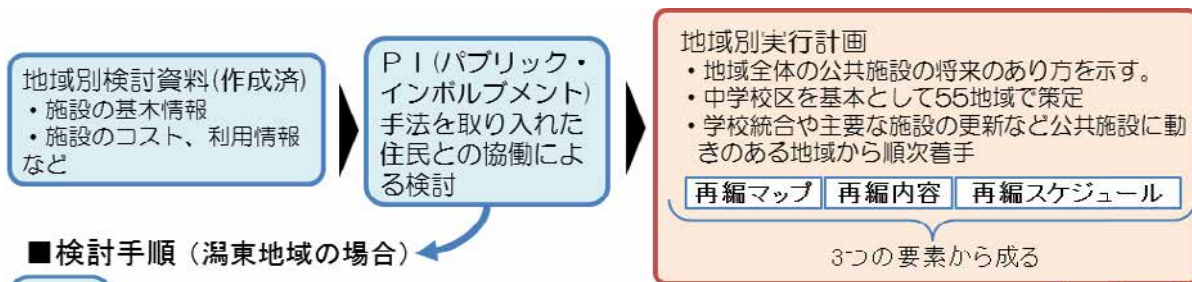 地域別検討資料(作成済)
・施設の基本情報
・施設のコスト、利用情報
など
PI(パブリック・
インボルブメント)
手法を取り入れた
住民との協働によ
る検討
地域別実行計画
・地域全体の公共施設の将来のあり方を示す。
・中学校区を基本として55地域で策定
・学校統合や主要な施設の更新など公共施設に動
きのある地域から順次着手
再編マップ 再編内容 再編スケジュール
3つの要素から成る
■検討手順（潟東地域の場合）